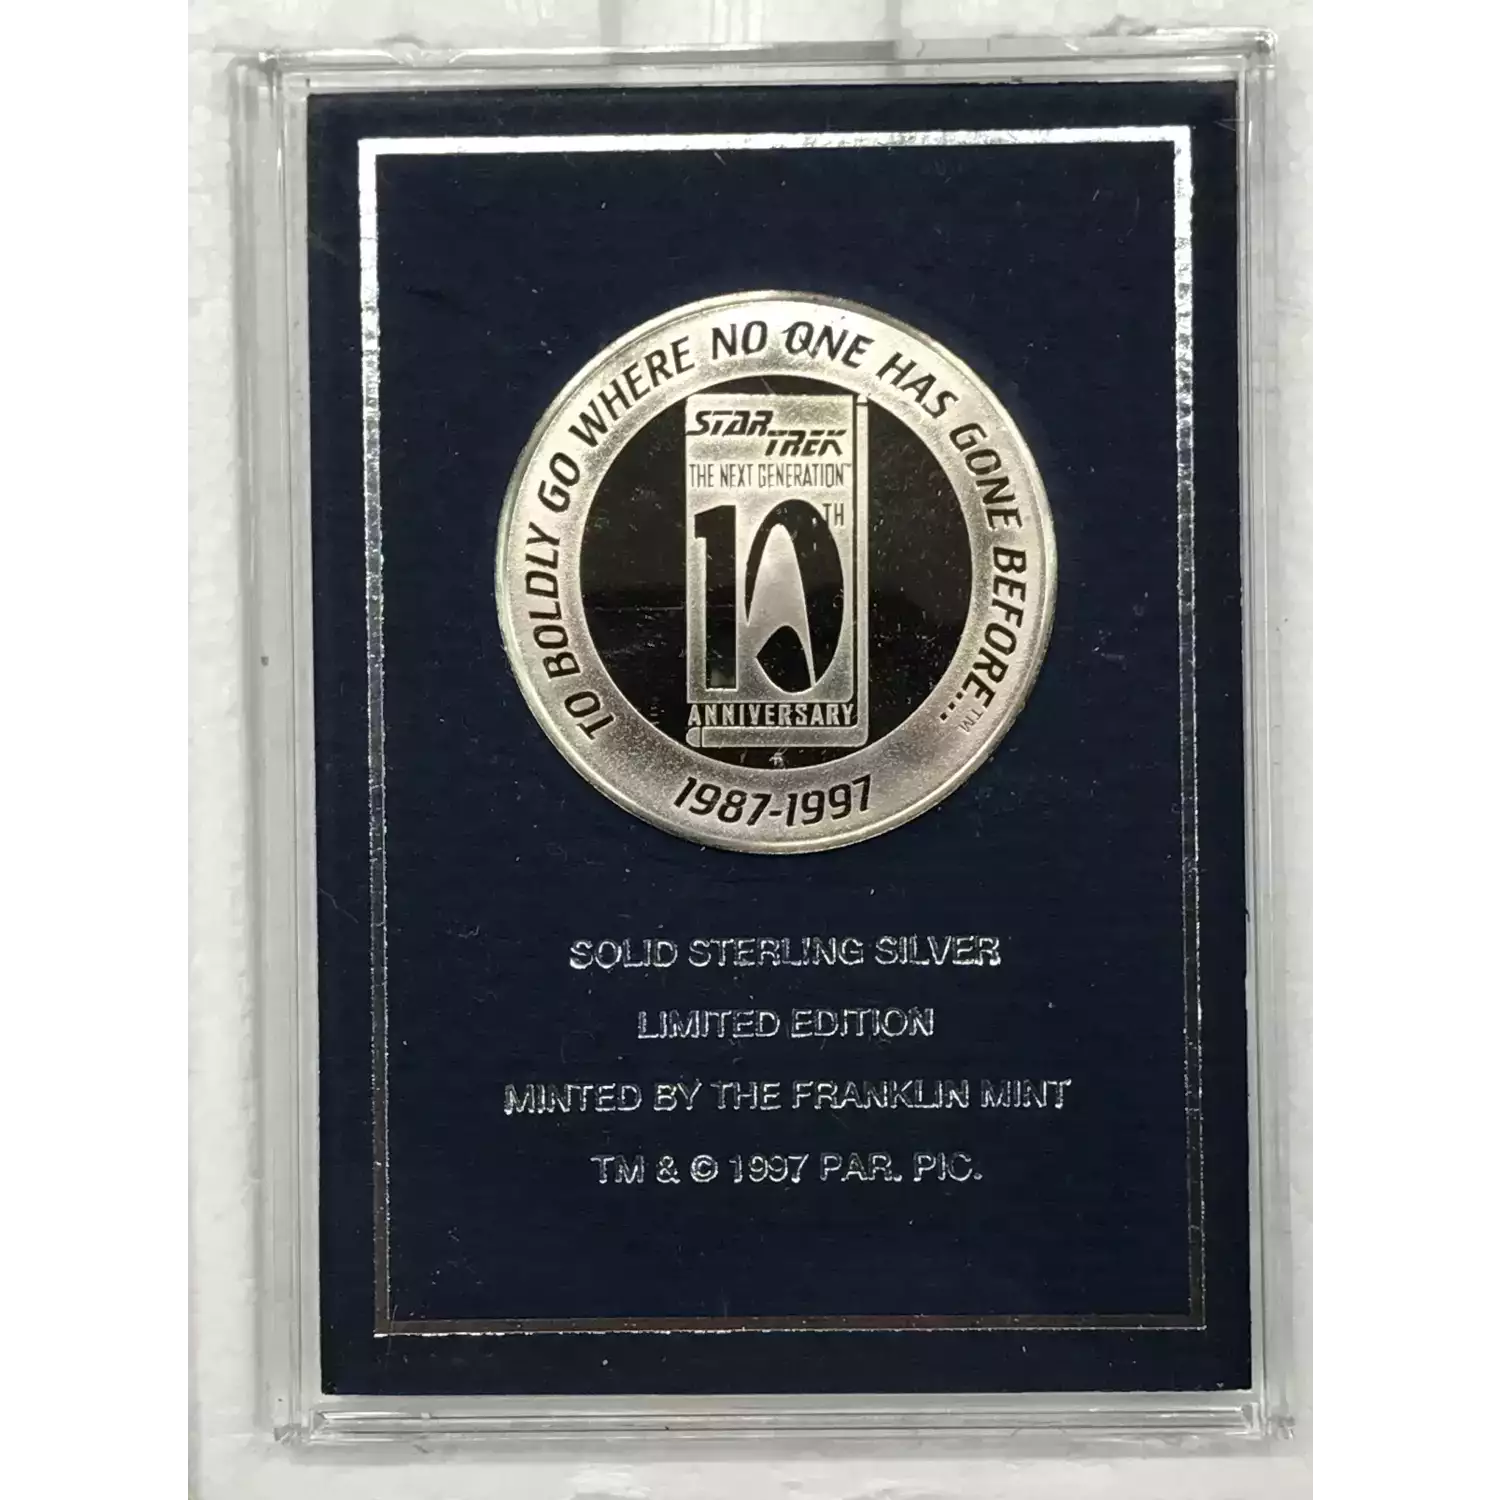 TO BOLDLY GO WHERE NO ONE HAS GONE BEFORE...™
STAR TREK
THE NEXT GENERATION™
10TH
ANNIVERSARY
1987-1997
SOLID STERLING SILVER
LIMITED EDITION
MINTED BY THE FRANKLIN MINT
TM & © 1997 PAR. PIC.